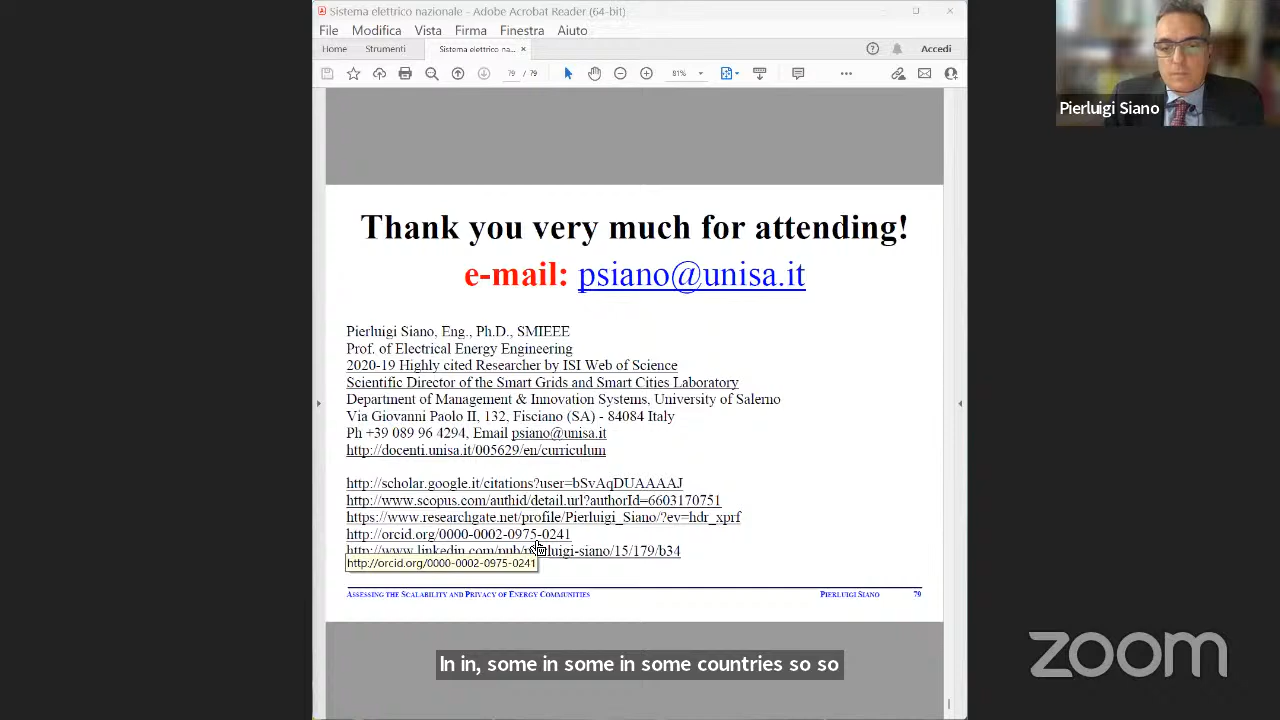 Sistema elettrico nazionale - Adobe Acrobat Reader (64-bit)
File Modifica Vista Firma Finestra Aiuto
Home Strumenti Sistema elettrico na... × Accedi
79 / 79 81%
Pierluigi Siano
Thank you very much for attending!
e-mail: psiano@unisa.it
Pierluigi Siano, Eng., Ph.D., SMIEEE
Prof. of Electrical Energy Engineering
2020-19 Highly cited Researcher by ISI Web of Science
Scientific Director of the Smart Grids and Smart Cities Laboratory
Department of Management & Innovation Systems, University of Salerno
Via Giovanni Paolo II, 132, Fisciano (SA) - 84084 Italy
Ph +39 089 96 4294, Email psiano@unisa.it
http://docenti.unisa.it/005629/en/curriculum
http://scholar.google.it/citations?user=bSvAqDUAAAAJ
http://www.scopus.com/authid/detail.url?authorId=6603170751
https://www.researchgate.net/profile/Pierluigi_Siano/?ev=hdr_xprf
http://orcid.org/0000-0002-0975-0241
http://www.linkedin.com/pub/pierluigi-siano/15/179/b34
http://orcid.org/0000-0002-0975-0241
ASSESSING THE SCALABILITY AND PRIVACY OF ENERGY COMMUNITIES PIERLUIGI SIANO 79
In in, some in some in some countries so so
zoom